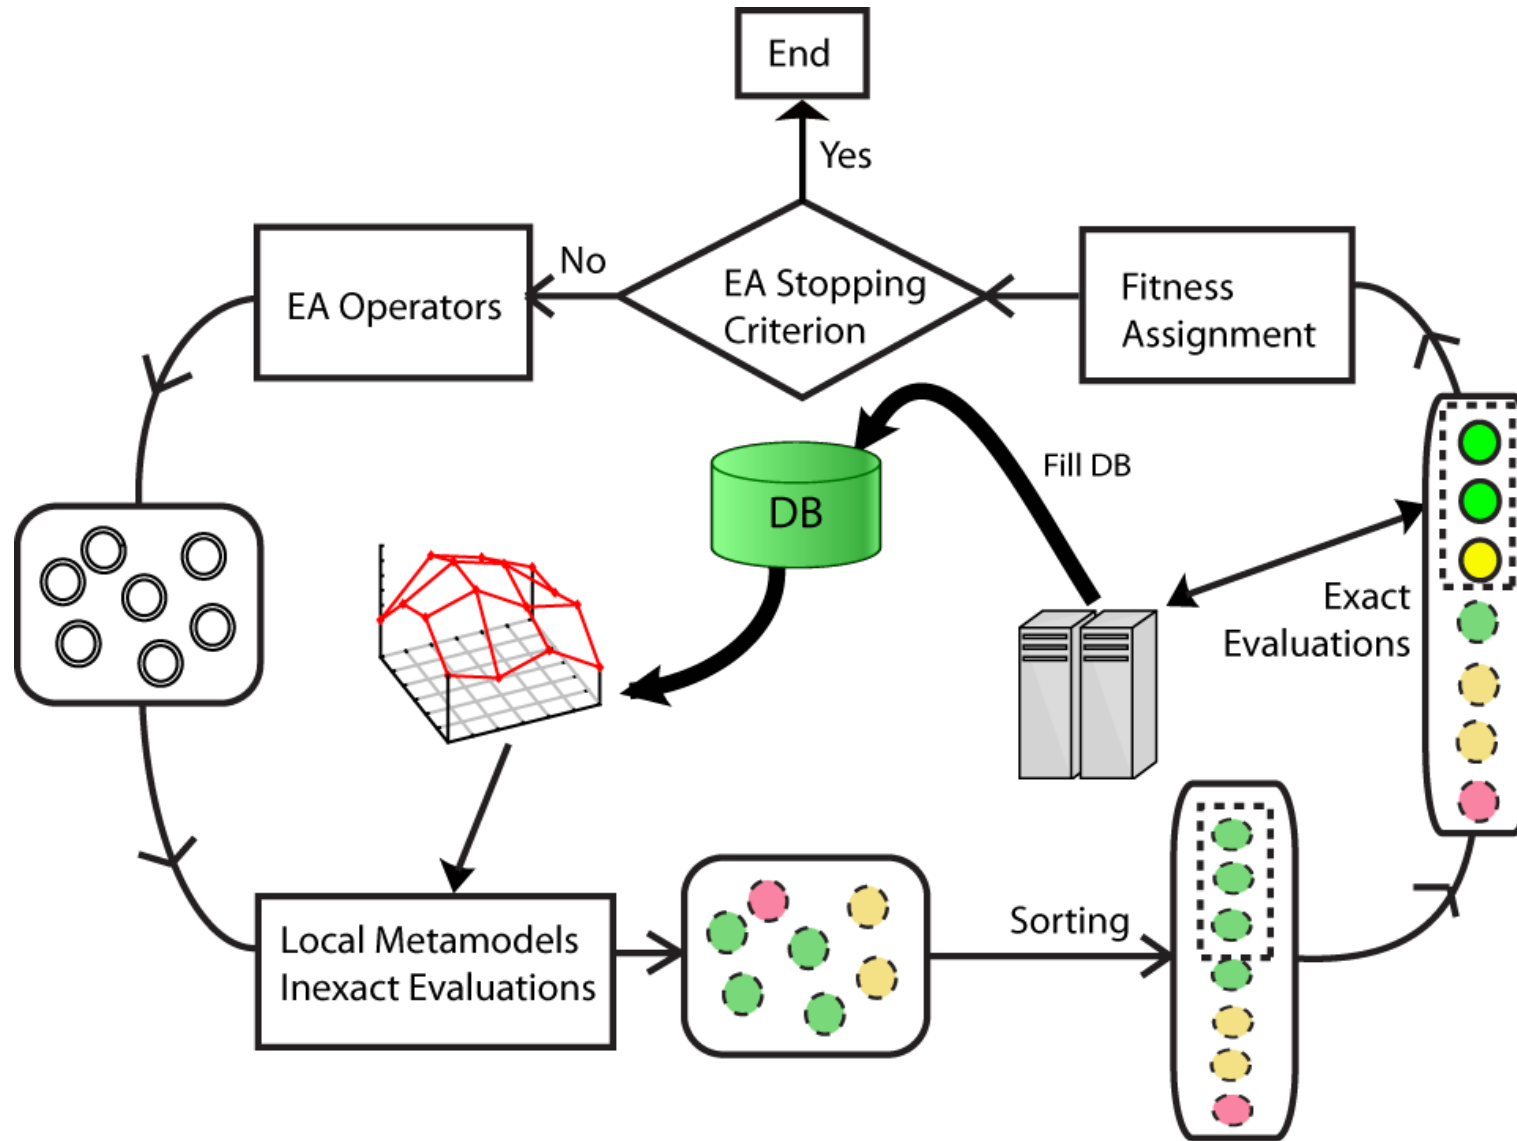 End
Yes
No
EA Operators
EA Stopping
Criterion
Fitness
Assignment
DB
Fill DB
Exact
Evaluations
Local Metamodels
Inexact Evaluations
Sorting